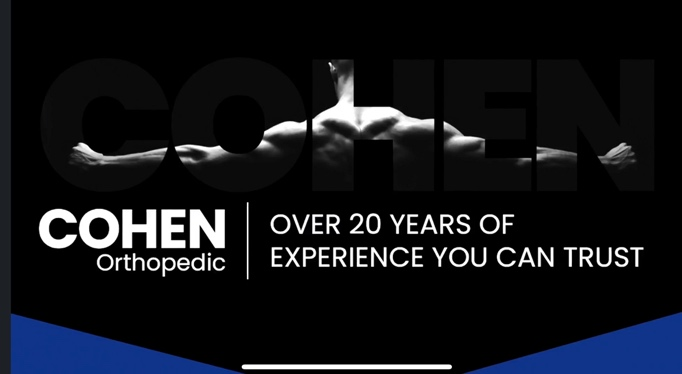 COHEN
COHEN
Orthopedic
OVER 20 YEARS OF
EXPERIENCE YOU CAN TRUST